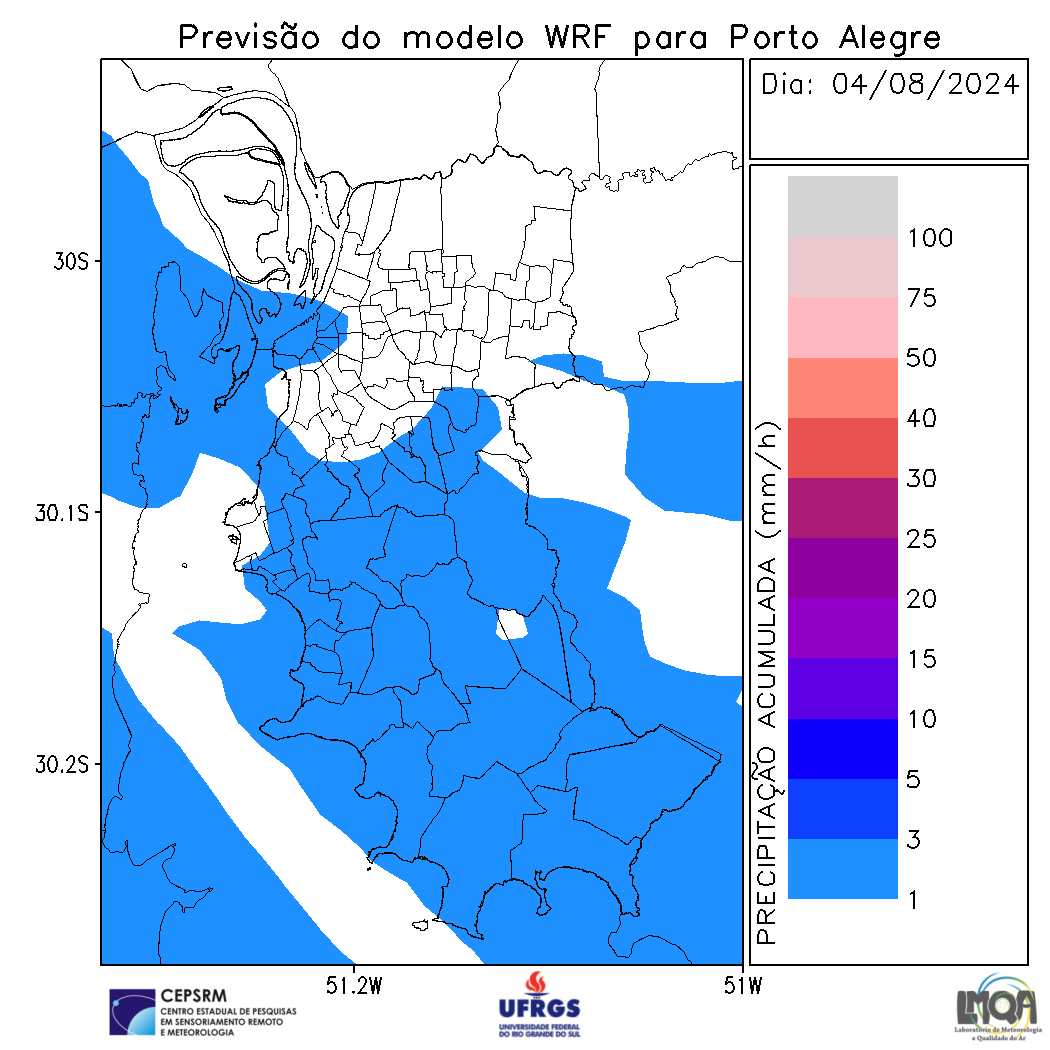 Previsão do modelo WRF para Porto Alegre
Dia: 04/08/2024
30S
30.1S
30.2S
51.2W
51W
PRECIPITAÇÃO ACUMULADA (mm/h)
100
75
50
40
30
25
20
15
10
5
3
1
CEPSRM
CENTRO ESTADUAL DE PESQUISAS
EM SENSORIAMENTO REMOTO
E METEOROLOGIA
UFRGS
UNIVERSIDADE FEDERAL
DO RIO GRANDE DO SUL
LMQA
Laboratório de Meteorologia
e Qualidade do Ar